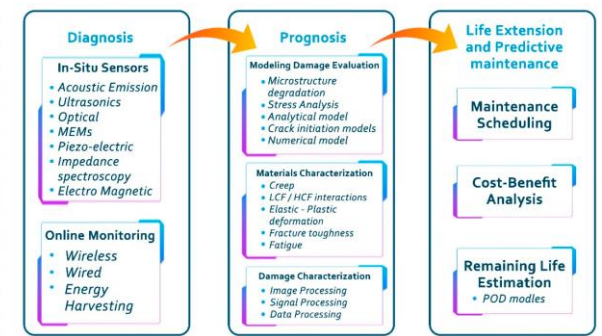 Diagnosis
In-Situ Sensors
• Acoustic Emission
• Ultrasonics
• Optical
• MEMs
• Piezo-electric
• Impedance
spectroscopy
• Electro Magnetic
Online Monitoring
• Wireless
• Wired
• Energy
Harvesting
Prognosis
Modeling Damage Evaluation
• Microstructure
degradation
• Stress Analysis
• Analytical model
• Crack initiation models
• Numerical model
Materials Characterization
• Creep
• LCF / HCF interactions
• Elastic - Plastic
deformation
• Fracture toughness
• Fatigue
Damage Characterization
• Image Processing
• Signal Processing
• Data Processing
Life Extension
and Predictive
maintenance
Maintenance
Scheduling
Cost-Benefit
Analysis
Remaining Life
Estimation
• POD modles